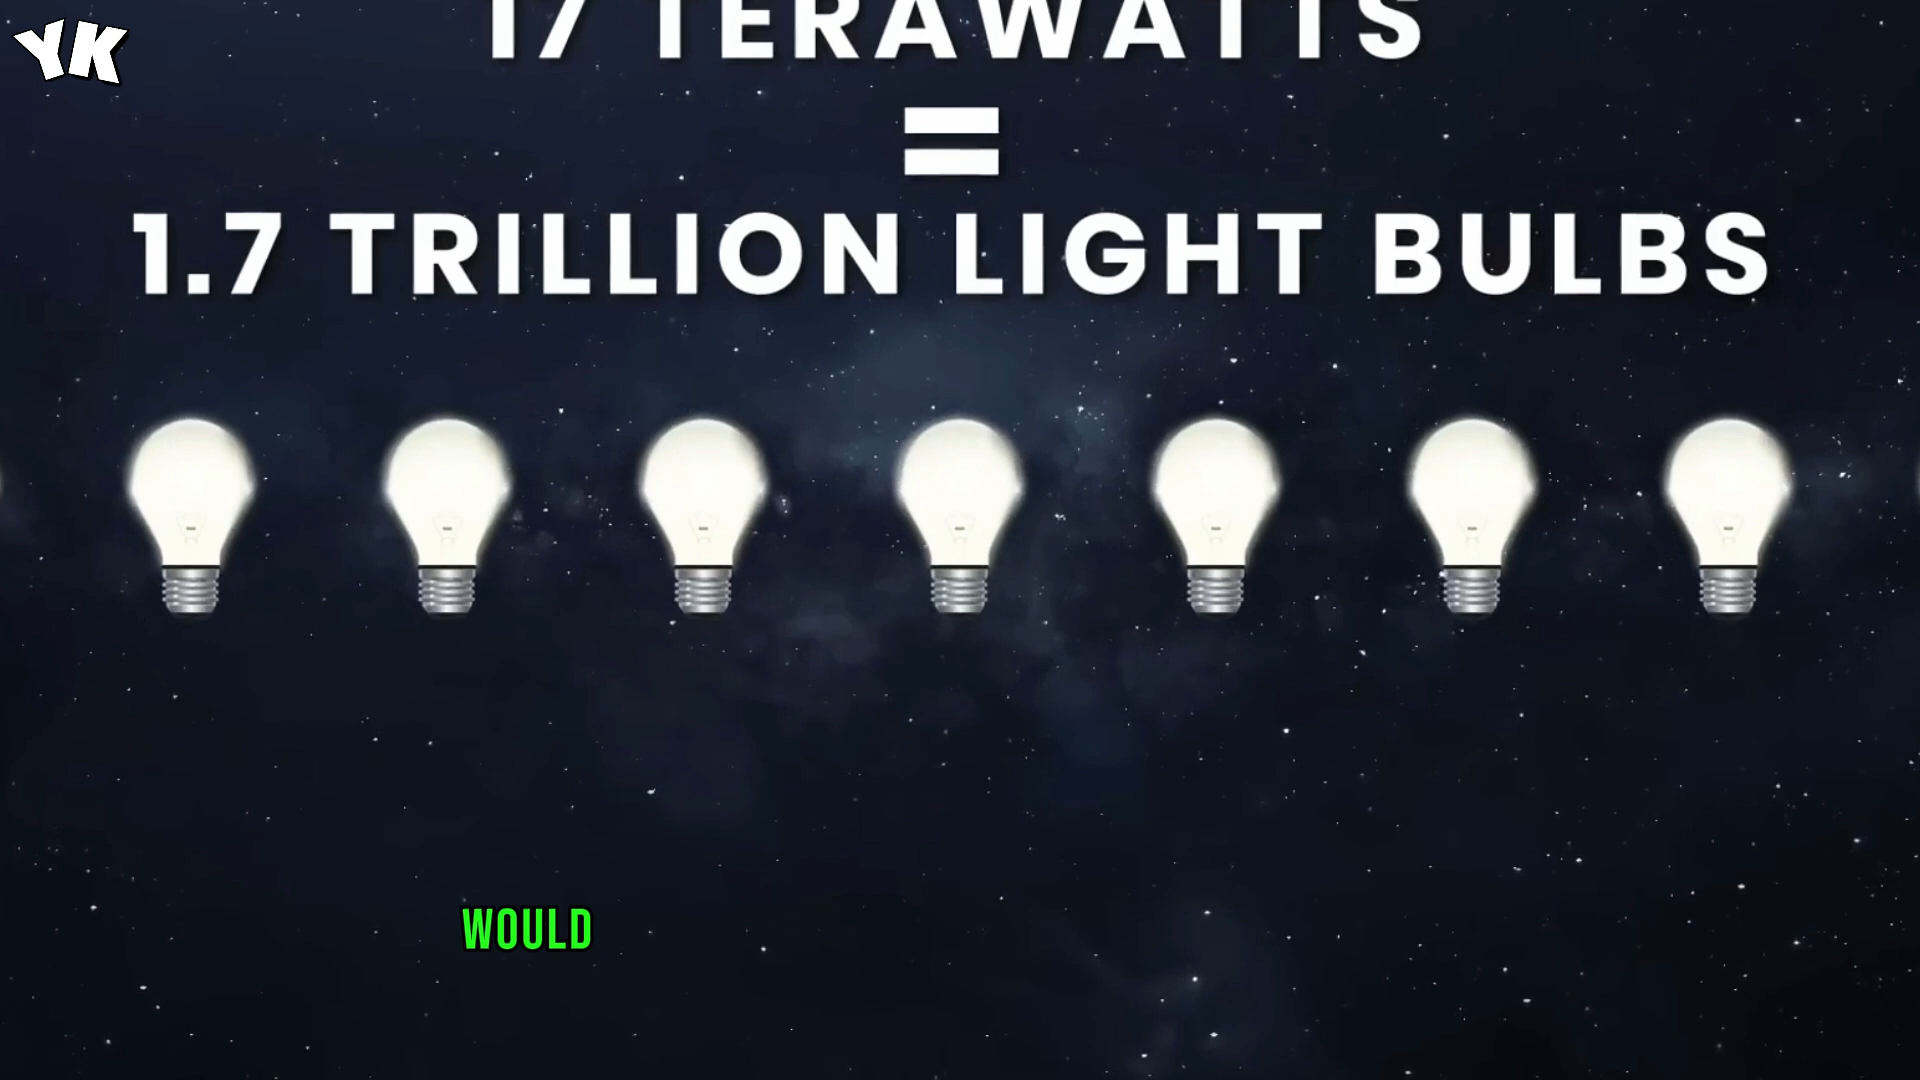 YK
17 TERAWATTS
=
1.7 TRILLION LIGHT BULBS
WOULD